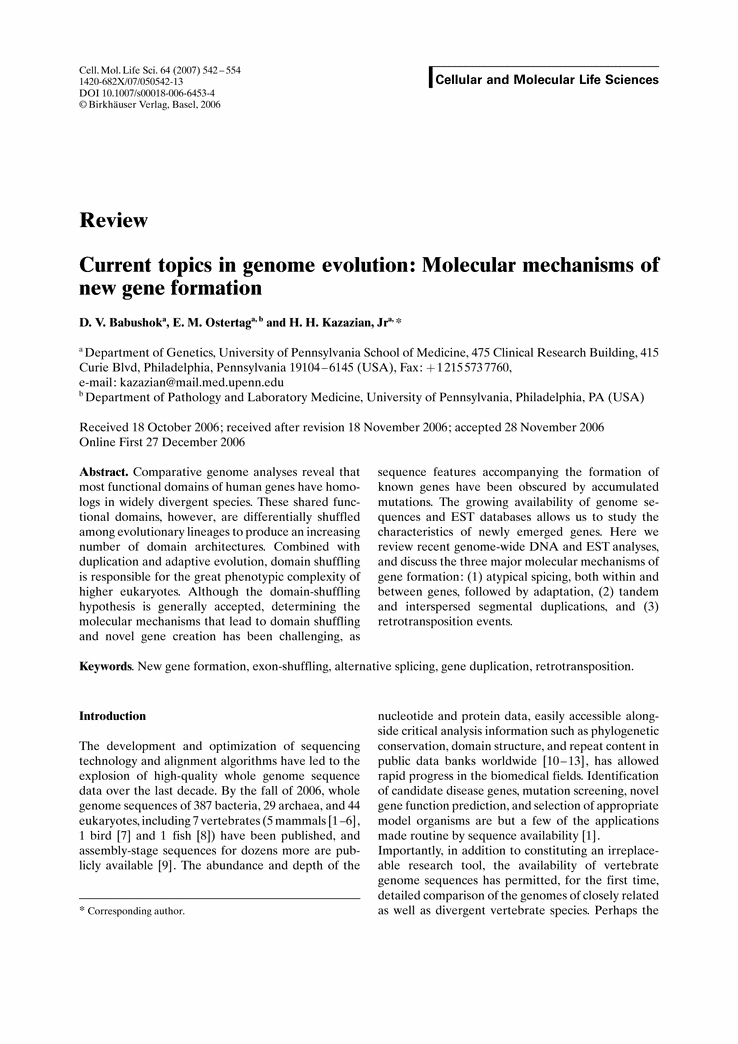 Cell. Mol. Life Sci. 64 (2007) 542 – 554
1420-682X/07/050542-13
DOI 10.1007/s00018-006-6453-4
© Birkhäuser Verlag, Basel, 2006
Cellular and Molecular Life Sciences
Review
Current topics in genome evolution: Molecular mechanisms of
new gene formation
D. V. Babushokᵃ, E. M. Ostertagᵃ,ᵇ and H. H. Kazazian, Jrᵃ,*
ᵃ Department of Genetics, University of Pennsylvania School of Medicine, 475 Clinical Research Building, 415
Curie Blvd, Philadelphia, Pennsylvania 19104 – 6145 (USA), Fax: +1 215 573 7760,
e-mail: kazazian@mail.med.upenn.edu
ᵇ Department of Pathology and Laboratory Medicine, University of Pennsylvania, Philadelphia, PA (USA)
Received 18 October 2006; received after revision 18 November 2006; accepted 28 November 2006
Online First 27 December 2006
Abstract. Comparative genome analyses reveal that
most functional domains of human genes have homo-
logs in widely divergent species. These shared func-
tional domains, however, are differentially shuffled
among evolutionary lineages to produce an increasing
number of domain architectures. Combined with
duplication and adaptive evolution, domain shuffling
is responsible for the great phenotypic complexity of
higher eukaryotes. Although the domain-shuffling
hypothesis is generally accepted, determining the
molecular mechanisms that lead to domain shuffling
and novel gene creation has been challenging, as
sequence features accompanying the formation of
known genes have been obscured by accumulated
mutations. The growing availability of genome se-
quences and EST databases allows us to study the
characteristics of newly emerged genes. Here we
review recent genome-wide DNA and EST analyses,
and discuss the three major molecular mechanisms of
gene formation: (1) atypical spicing, both within and
between genes, followed by adaptation, (2) tandem
and interspersed segmental duplications, and (3)
retrotransposition events.
Keywords. New gene formation, exon-shuffling, alternative splicing, gene duplication, retrotransposition.
Introduction
The development and optimization of sequencing
technology and alignment algorithms have led to the
explosion of high-quality whole genome sequence
data over the last decade. By the fall of 2006, whole
genome sequences of 387 bacteria, 29 archaea, and 44
eukaryotes, including 7 vertebrates (5 mammals [1 – 6],
1 bird [7] and 1 fish [8]) have been published, and
assembly-stage sequences for dozens more are pub-
licly available [9]. The abundance and depth of the
* Corresponding author.
nucleotide and protein data, easily accessible along-
side critical analysis information such as phylogenetic
conservation, domain structure, and repeat content in
public data banks worldwide [10 – 13], has allowed
rapid progress in the biomedical fields. Identification
of candidate disease genes, mutation screening, novel
gene function prediction, and selection of appropriate
model organisms are but a few of the applications
made routine by sequence availability [1].
Importantly, in addition to constituting an irreplace-
able research tool, the availability of vertebrate
genome sequences has permitted, for the first time,
detailed comparison of the genomes of closely related
as well as divergent vertebrate species. Perhaps the